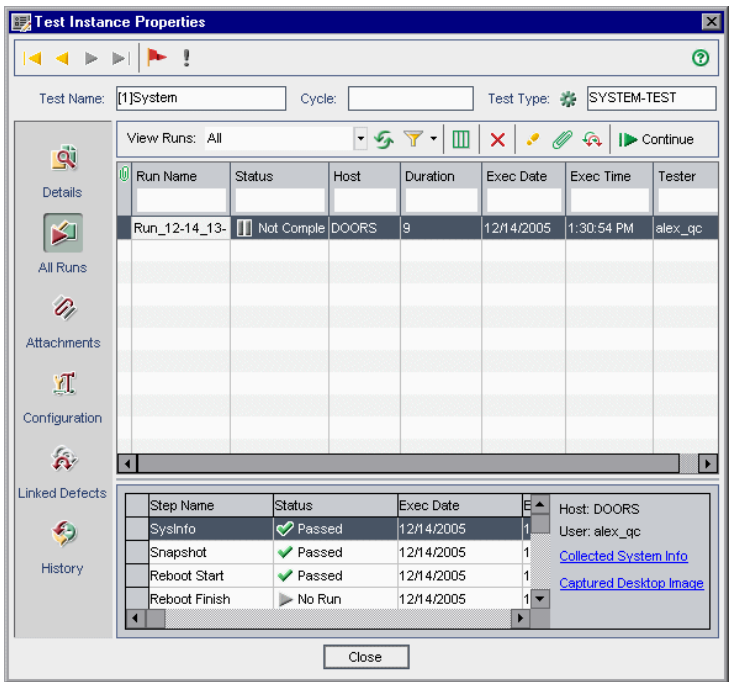 Test Instance Properties
Test Name: [1]System Cycle: Test Type: SYSTEM-TEST
View Runs: All Continue
Details
All Runs
Attachments
Configuration
Linked Defects
History
Run Name Status Host Duration Exec Date Exec Time Tester
Run_12-14_13- Not Comple DOORS 9 12/14/2005 1:30:54 PM alex_qc
Step Name Status Exec Date E
SysInfo Passed 12/14/2005 1
Snapshot Passed 12/14/2005 1
Reboot Start Passed 12/14/2005 1
Reboot Finish No Run 12/14/2005 1
Host: DOORS
User: alex_qc
Collected System Info
Captured Desktop Image
Close